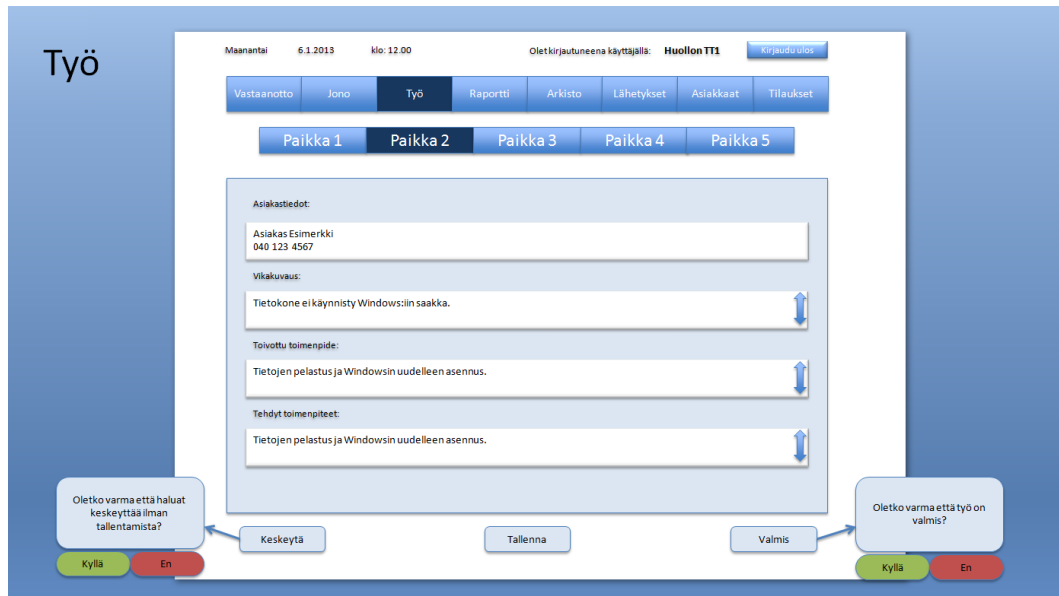 Työ
Maanantai 6.1.2013 klo: 12.00 Olet kirjautuneena käyttäjällä: Huollon TT1 Kirjaudu ulos
Vastaanotto Jono Työ Raportti Arkisto Lähetykset Asiakkaat Tilaukset
Paikka 1 Paikka 2 Paikka 3 Paikka 4 Paikka 5
Asiakastiedot:
Asiakas Esimerkki
040 123 4567
Vikakuvaus:
Tietokone ei käynnisty Windows:iin saakka.
Toivottu toimenpide:
Tietojen pelastus ja Windowsin uudelleen asennus.
Tehdyt toimenpiteet:
Tietojen pelastus ja Windowsin uudelleen asennus.
Oletko varma että haluat
keskeyttää ilman
tallentamista?
Kyllä En
Keskeytä Tallenna Valmis
Oletko varma että työ on
valmis?
Kyllä En